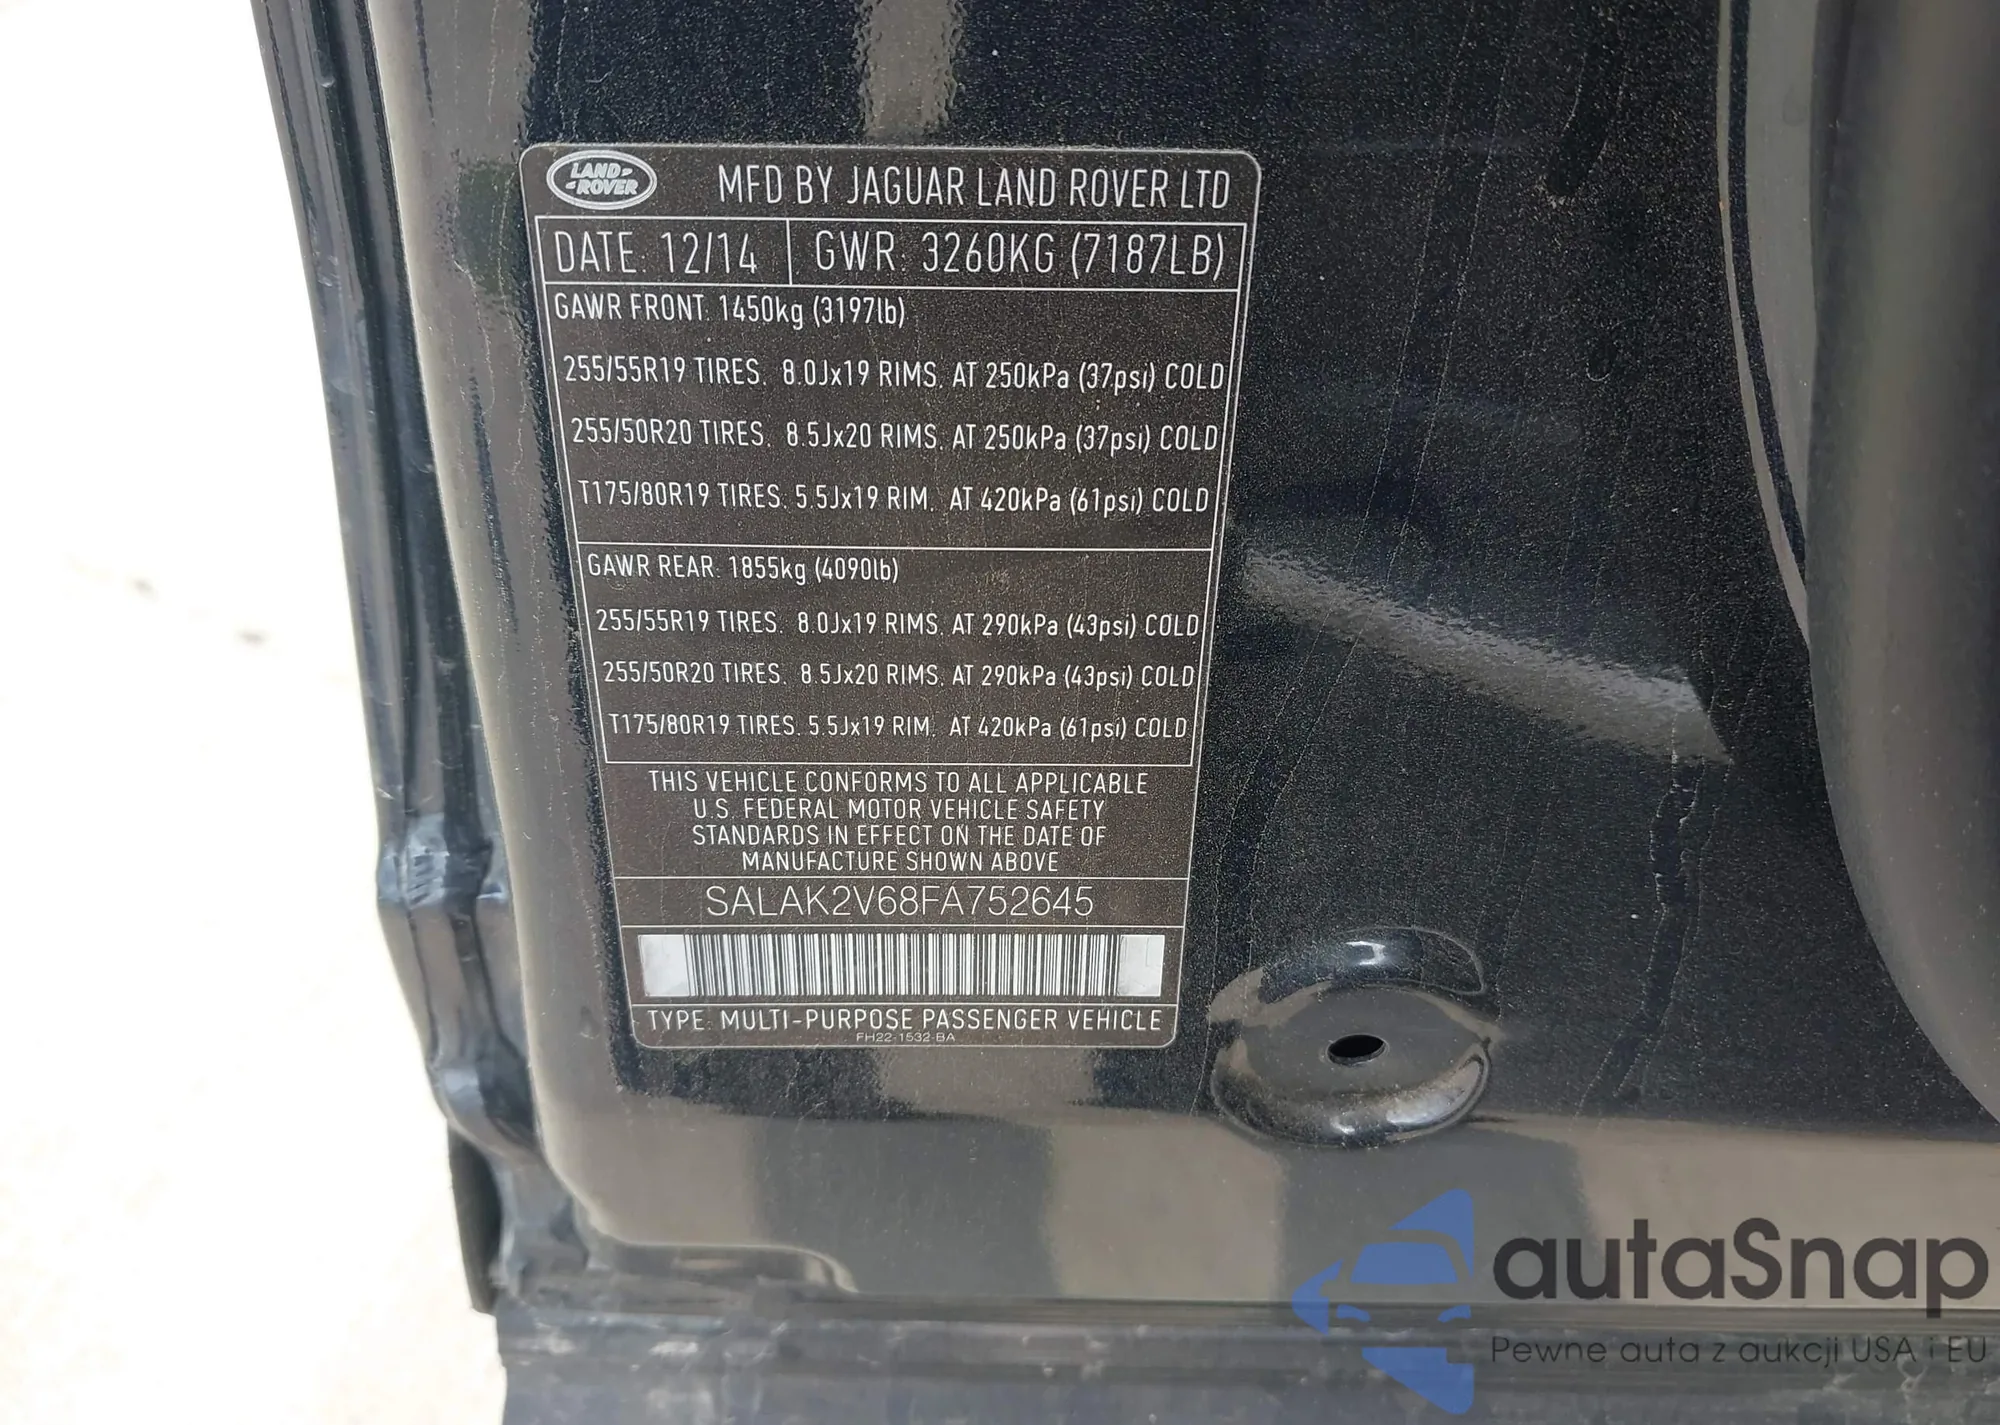 LAND-
-ROVER
MFD BY JAGUAR LAND ROVER LTD
DATE: 12/14 GWR: 3260KG (7187LB)
GAWR FRONT: 1450kg (3197lb)
255/55R19 TIRES, 8.0Jx19 RIMS, AT 250kPa (37psi) COLD
255/50R20 TIRES, 8.5Jx20 RIMS, AT 250kPa (37psi) COLD
T175/80R19 TIRES, 5.5Jx19 RIM, AT 420kPa (61psi) COLD
GAWR REAR: 1855kg (4090lb)
255/55R19 TIRES, 8.0Jx19 RIMS, AT 290kPa (43psi) COLD
255/50R20 TIRES, 8.5Jx20 RIMS, AT 290kPa (43psi) COLD
T175/80R19 TIRES, 5.5Jx19 RIM, AT 420kPa (61psi) COLD
THIS VEHICLE CONFORMS TO ALL APPLICABLE
U.S. FEDERAL MOTOR VEHICLE SAFETY
STANDARDS IN EFFECT ON THE DATE OF
MANUFACTURE SHOWN ABOVE
SALAK2V68FA752645
TYPE: MULTI-PURPOSE PASSENGER VEHICLE
FH22-1532-BA
autaSnap
Pewne auta z aukcji USA i EU